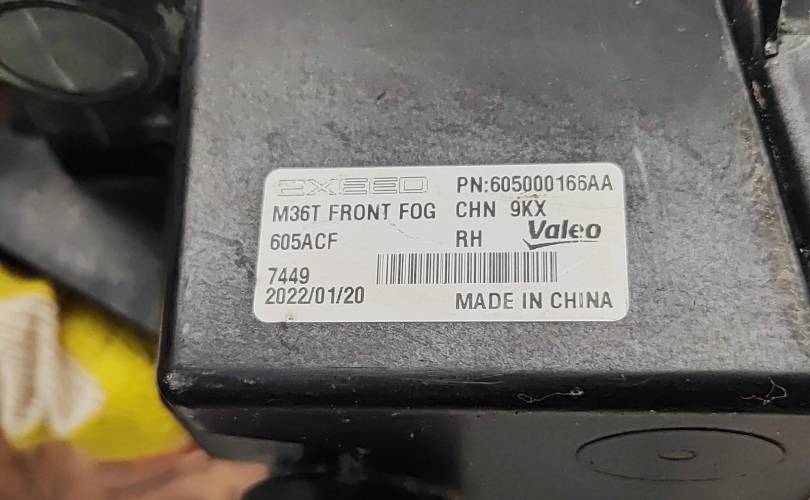 EXEED PN:605000166AA
M36T FRONT FOG CHN 9KX
605ACF RH Valeo
7449
2022/01/20 MADE IN CHINA